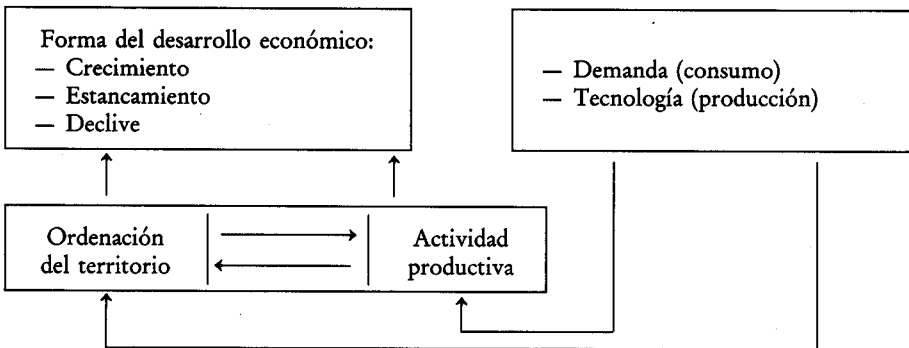 Forma del desarrollo económico:
— Crecimiento
— Estancamiento
— Declive
— Demanda (consumo)
— Tecnología (producción)
Ordenación
del territorio
Actividad
productiva